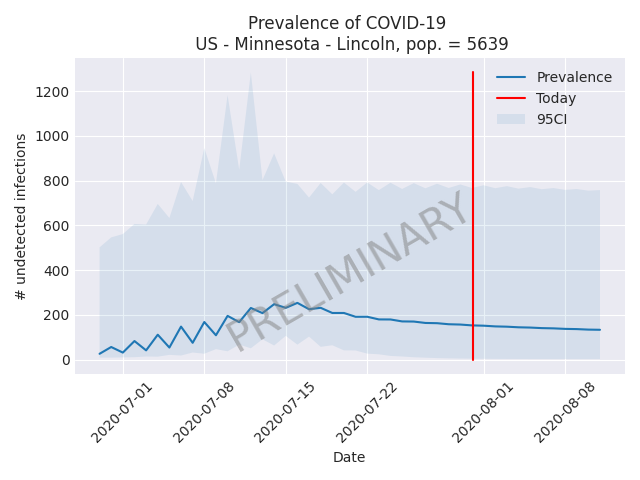 Prevalence of COVID-19
US - Minnesota - Lincoln, pop. = 5639
# undetected infections
1200
1000
800
600
400
200
0
Prevalence
Today
95CI
PRELIMINARY
2020-07-01
2020-07-08
2020-07-15
2020-07-22
2020-08-01
2020-08-08
Date